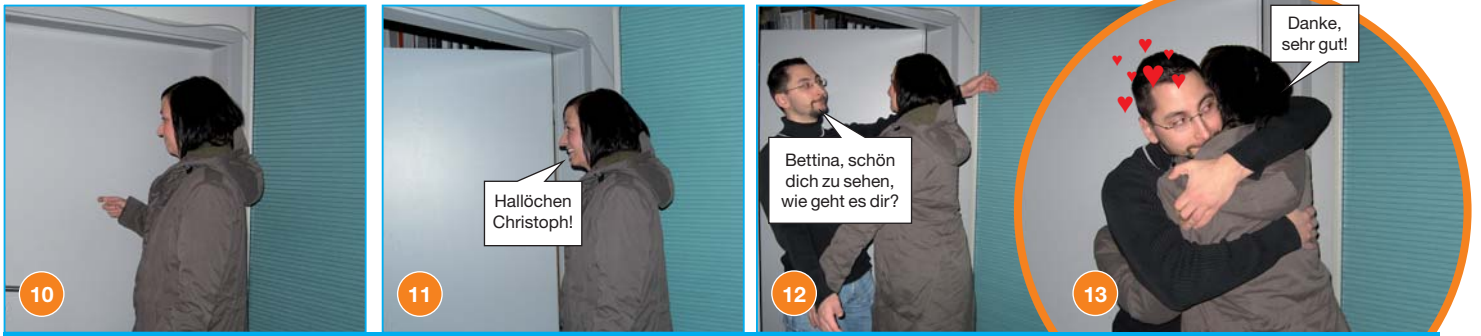 10
Hallöchen
Christoph!
11
Bettina, schön
dich zu sehen,
wie geht es dir?
12
Danke,
sehr gut!
13